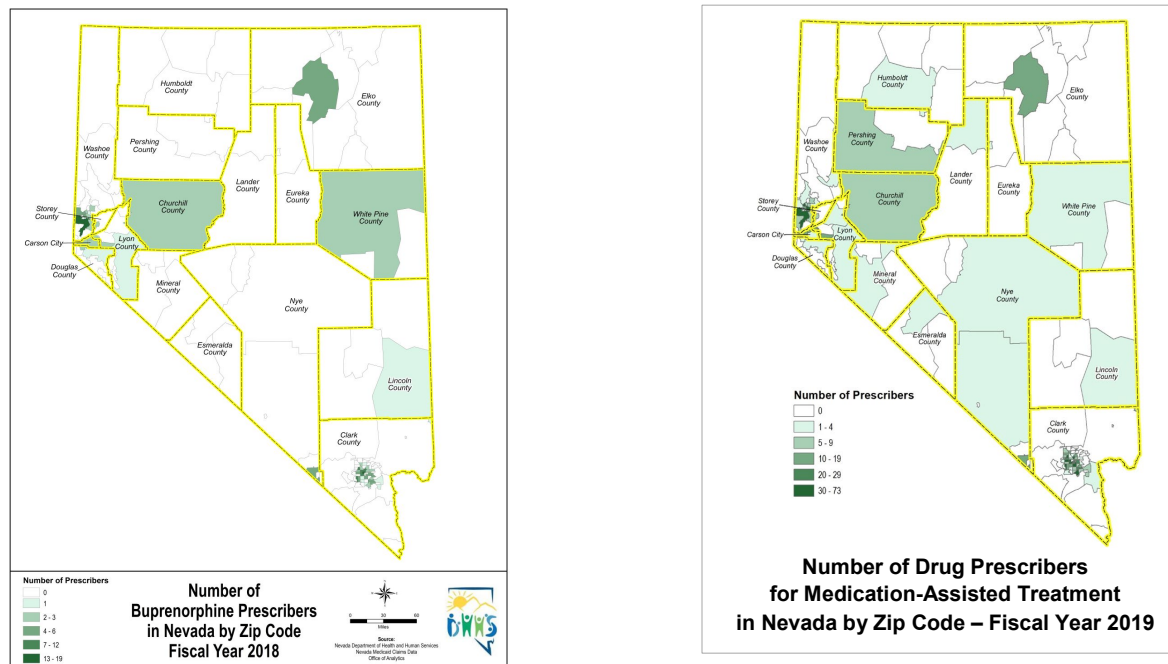 Humboldt
County
Elko
County
Pershing
County
Washoe
County
Lander
County
Eureka
County
Churchill
County
White Pine
County
Storey
County
Carson City
Lyon
County
Douglas
County
Mineral
County
Nye
County
Esmeralda
County
Lincoln
County
Clark
County
Number of Prescribers
0
1
2 - 3
4 - 6
7 - 12
13 - 19
Number of
Buprenorphine Prescribers
in Nevada by Zip Code
Fiscal Year 2018
0 30 60
Miles
Source:
Nevada Department of Health and Human Services
Nevada Medicaid Claims Data
Office of Analytics
DHHS
Humboldt
County
Elko
County
Pershing
County
Washoe
County
Lander
County
Eureka
County
Churchill
County
White Pine
County
Storey
County
Carson City
Lyon
County
Douglas
County
Mineral
County
Nye
County
Esmeralda
County
Lincoln
County
Clark
County
Number of Prescribers
0
1 - 4
5 - 9
10 - 19
20 - 29
30 - 73
Number of Drug Prescribers
for Medication-Assisted Treatment
in Nevada by Zip Code – Fiscal Year 2019